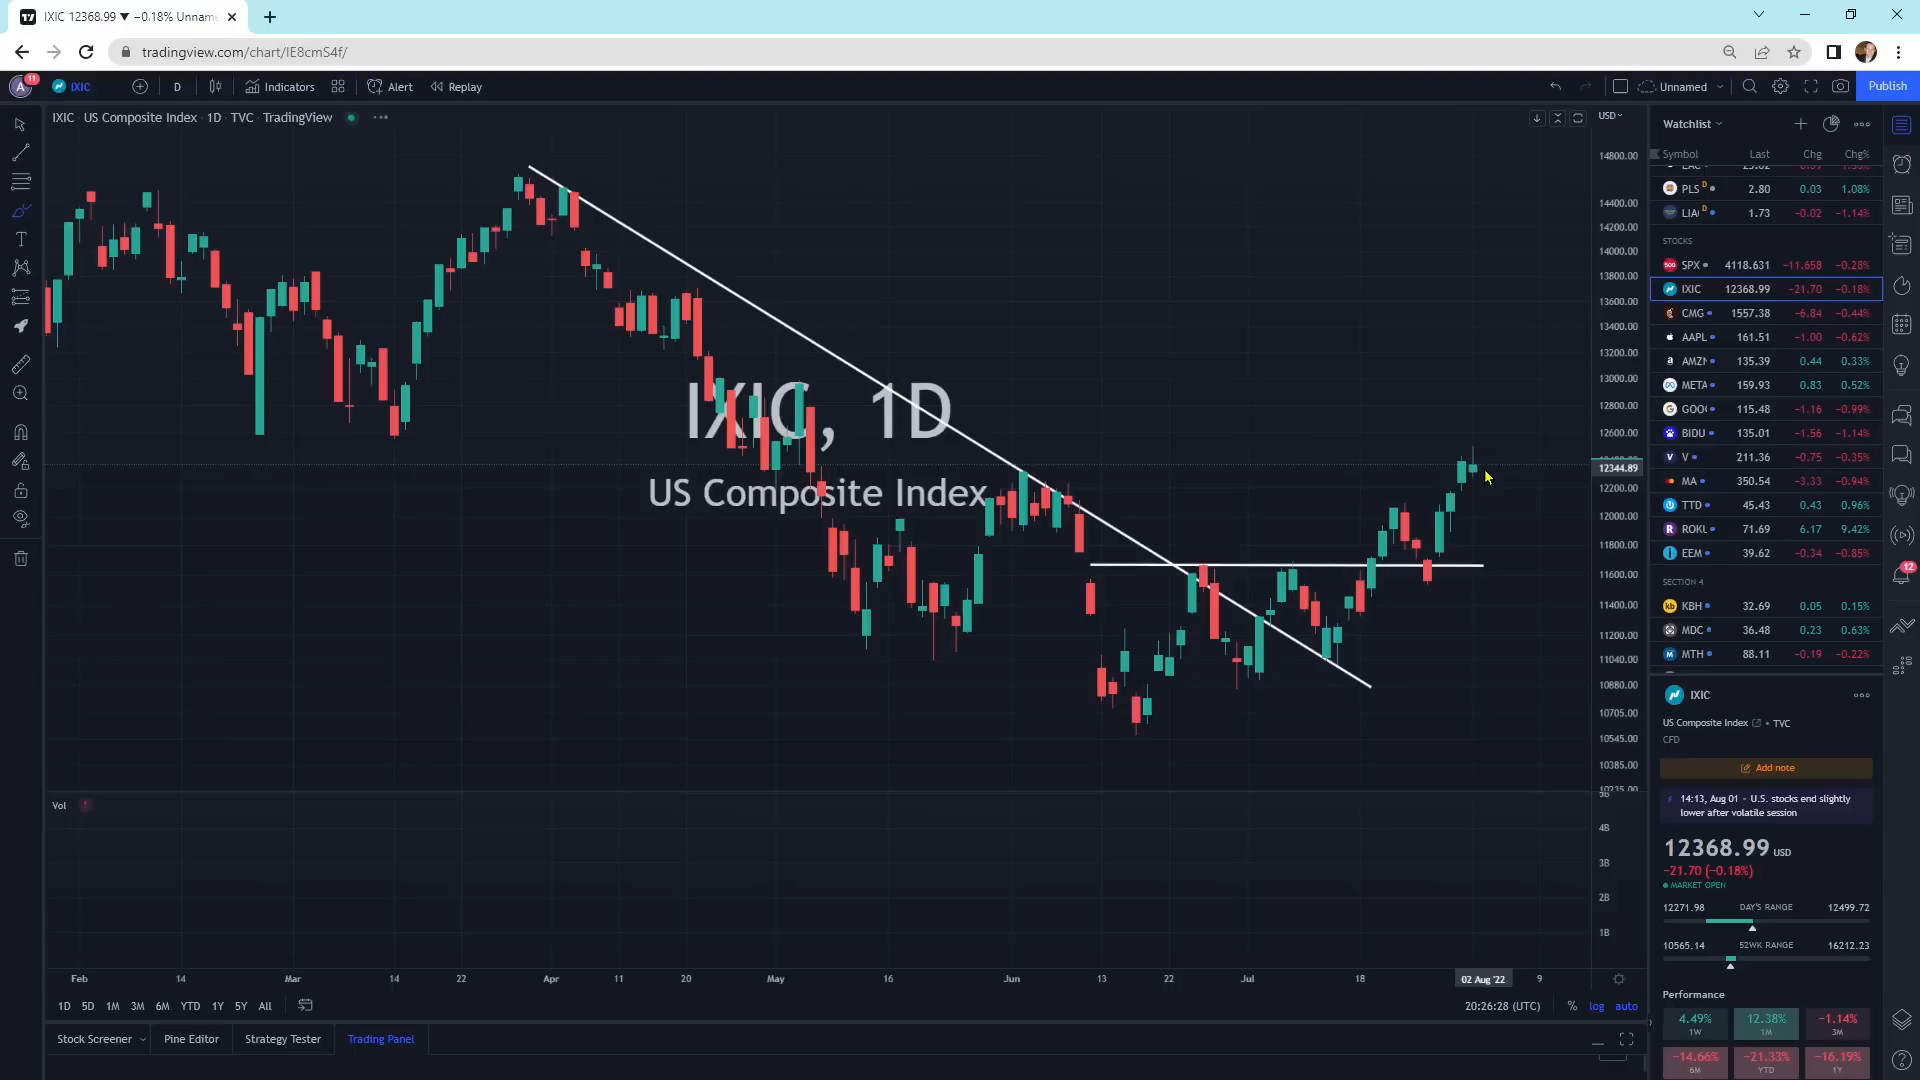 IXIC 12368.99 ▼ −0.18% Unnam
tradingview.com/chart/IE8cmS4f/
A 11 IXIC D Indicators Alert Replay Unnamed Publish
IXIC · US Composite Index · 1D · TVC · TradingView
USD
14800.00
14400.00
14200.00
14000.00
13800.00
13600.00
13400.00
13200.00
13000.00
12800.00
12600.00
12344.89
12200.00
12000.00
11800.00
11600.00
11400.00
11200.00
11040.00
10880.00
10705.00
10545.00
10385.00
10235.00
IXIC, 1D
US Composite Index
Vol
5B
4B
3B
2B
1B
Feb 14 Mar 14 22 Apr 11 20 May 16 Jun 13 22 Jul 18 02 Aug '22 9
1D 5D 1M 3M 6M YTD 1Y 5Y All
20:26:28 (UTC) % log auto
Stock Screener Pine Editor Strategy Tester Trading Panel
Watchlist
Symbol Last Chg Chg%
PLS D 2.80 0.03 1.08%
LIA D 1.73 −0.02 −1.14%
STOCKS
SPX 4118.631 −11.658 −0.28%
IXIC 12368.99 −21.70 −0.18%
CMG 1557.38 −6.84 −0.44%
AAPL 161.51 −1.00 −0.62%
AMZN 135.39 0.44 0.33%
META 159.93 0.83 0.52%
GOO 115.48 −1.16 −0.99%
BIDU 135.01 −1.56 −1.14%
V 211.36 −0.75 −0.35%
MA 350.54 −3.33 −0.94%
TTD 45.43 0.43 0.96%
ROKU 71.69 6.17 9.42%
EEM 39.62 −0.34 −0.85%
SECTION 4
KBH 32.69 0.05 0.15%
MDC 36.48 0.23 0.63%
MTH 88.11 −0.19 −0.22%
12
IXIC
US Composite Index • TVC
CFD
Add note
14:13, Aug 01 - U.S. stocks end slightly
lower after volatile session
12368.99 USD
−21.70 (−0.18%)
MARKET OPEN
12271.98 DAY'S RANGE 12499.72
10565.14 52WK RANGE 16212.23
Performance
4.49% 12.38% −1.14%
1W 1M 3M
−14.66% −21.33% −16.19%
6M YTD 1Y